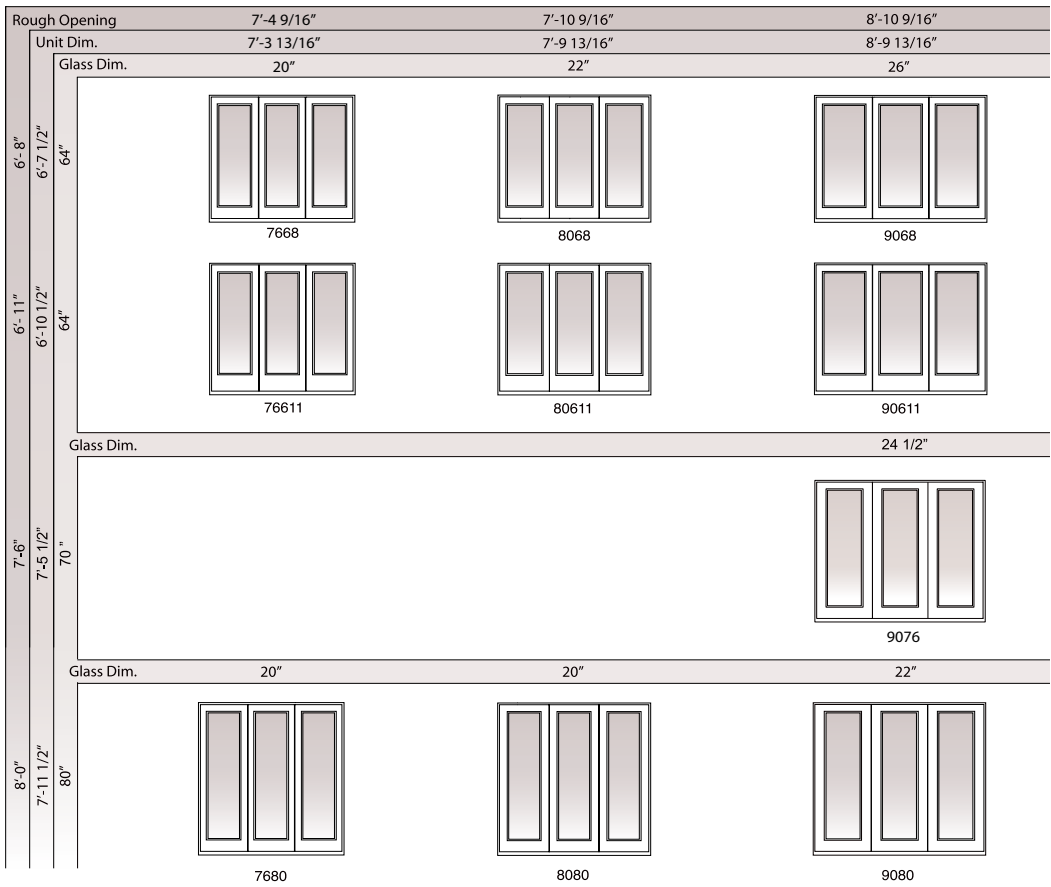 Rough Opening 7'-4 9/16" 7'-10 9/16" 8'-10 9/16"
Unit Dim. 7'-3 13/16" 7'-9 13/16" 8'-9 13/16"
Glass Dim. 20" 22" 26"
6'- 8" 6'-7 1/2" 64"
7668 8068 9068
6'- 11" 6'-10 1/2" 64"
76611 80611 90611
Glass Dim. 24 1/2"
7'-6" 7'-5 1/2" 70 "
9076
Glass Dim. 20" 20" 22"
8'-0" 7'-11 1/2" 80"
7680 8080 9080